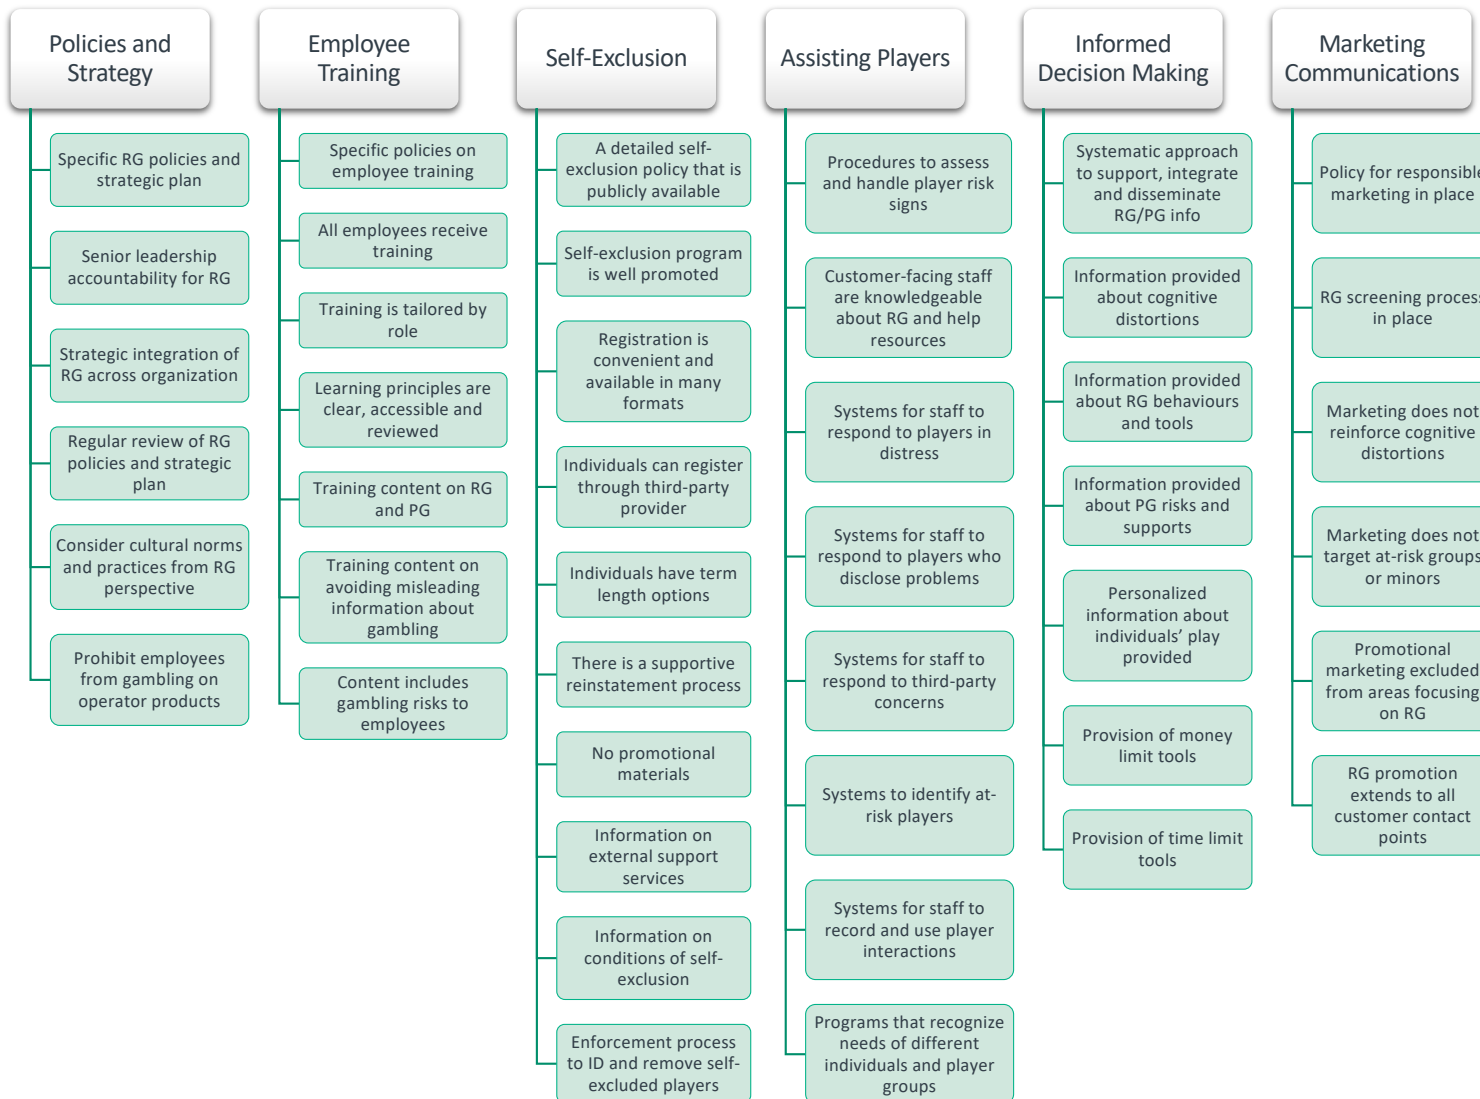 Policies and
Strategy
Specific RG policies and
strategic plan
Senior leadership
accountability for RG
Strategic integration of
RG across organization
Regular review of RG
policies and strategic
plan
Consider cultural norms
and practices from RG
perspective
Prohibit employees
from gambling on
operator products
Employee
Training
Specific policies on
employee training
All employees receive
training
Training is tailored by
role
Learning principles are
clear, accessible and
reviewed
Training content on RG
and PG
Training content on
avoiding misleading
information about
gambling
Content includes
gambling risks to
employees
Self-Exclusion
A detailed self-
exclusion policy that is
publicly available
Self-exclusion program
is well promoted
Registration is
convenient and
available in many
formats
Individuals can register
through third-party
provider
Individuals have term
length options
There is a supportive
reinstatement process
No promotional
materials
Information on
external support
services
Information on
conditions of self-
exclusion
Enforcement process
to ID and remove self-
excluded players
Assisting Players
Procedures to assess
and handle player risk
signs
Customer-facing staff
are knowledgeable
about RG and help
resources
Systems for staff to
respond to players in
distress
Systems for staff to
respond to players who
disclose problems
Systems for staff to
respond to third-party
concerns
Systems to identify at-
risk players
Systems for staff to
record and use player
interactions
Programs that recognize
needs of different
individuals and player
groups
Informed
Decision Making
Systematic approach
to support, integrate
and disseminate
RG/PG info
Information provided
about cognitive
distortions
Information provided
about RG behaviours
and tools
Information provided
about PG risks and
supports
Personalized
information about
individuals’ play
provided
Provision of money
limit tools
Provision of time limit
tools
Marketing
Communications
Policy for responsible
marketing in place
RG screening process
in place
Marketing does not
reinforce cognitive
distortions
Marketing does not
target at-risk groups
or minors
Promotional
marketing excluded
from areas focusing
on RG
RG promotion
extends to all
customer contact
points